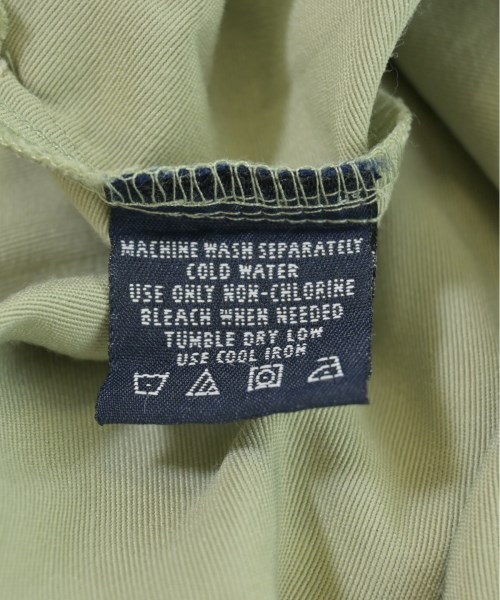 MACHINE WASH SEPARATELY
COLD WATER
USE ONLY NON-CHLORINE
BLEACH WHEN NEEDED
TUMBLE DRY LOW
USE COOL IRON